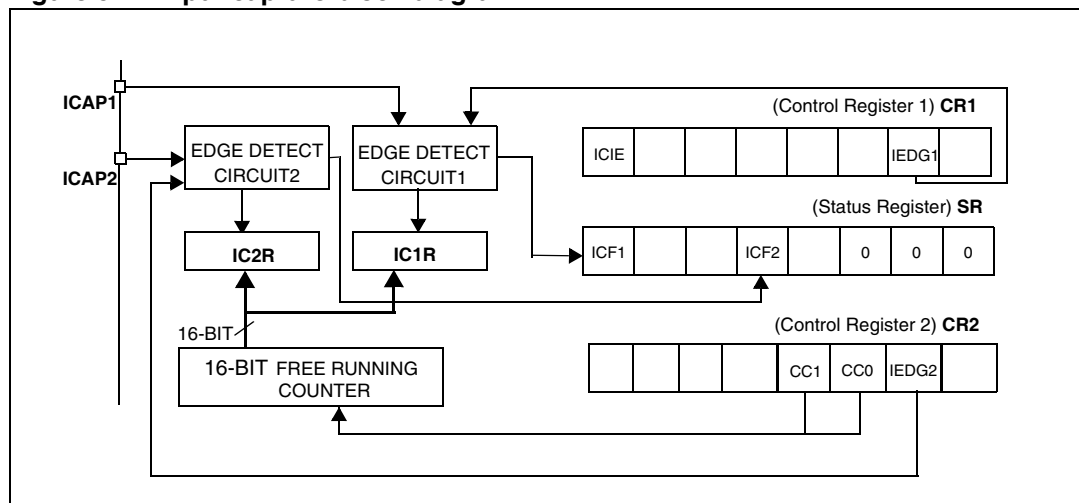 ICAP1
ICAP2
EDGE DETECT
CIRCUIT2
EDGE DETECT
CIRCUIT1
IC2R
IC1R
16-BIT
16-BIT FREE RUNNING
COUNTER
(Control Register 1) CR1
ICIE IEDG1
(Status Register) SR
ICF1 ICF2 0 0 0
(Control Register 2) CR2
CC1 CC0 IEDG2